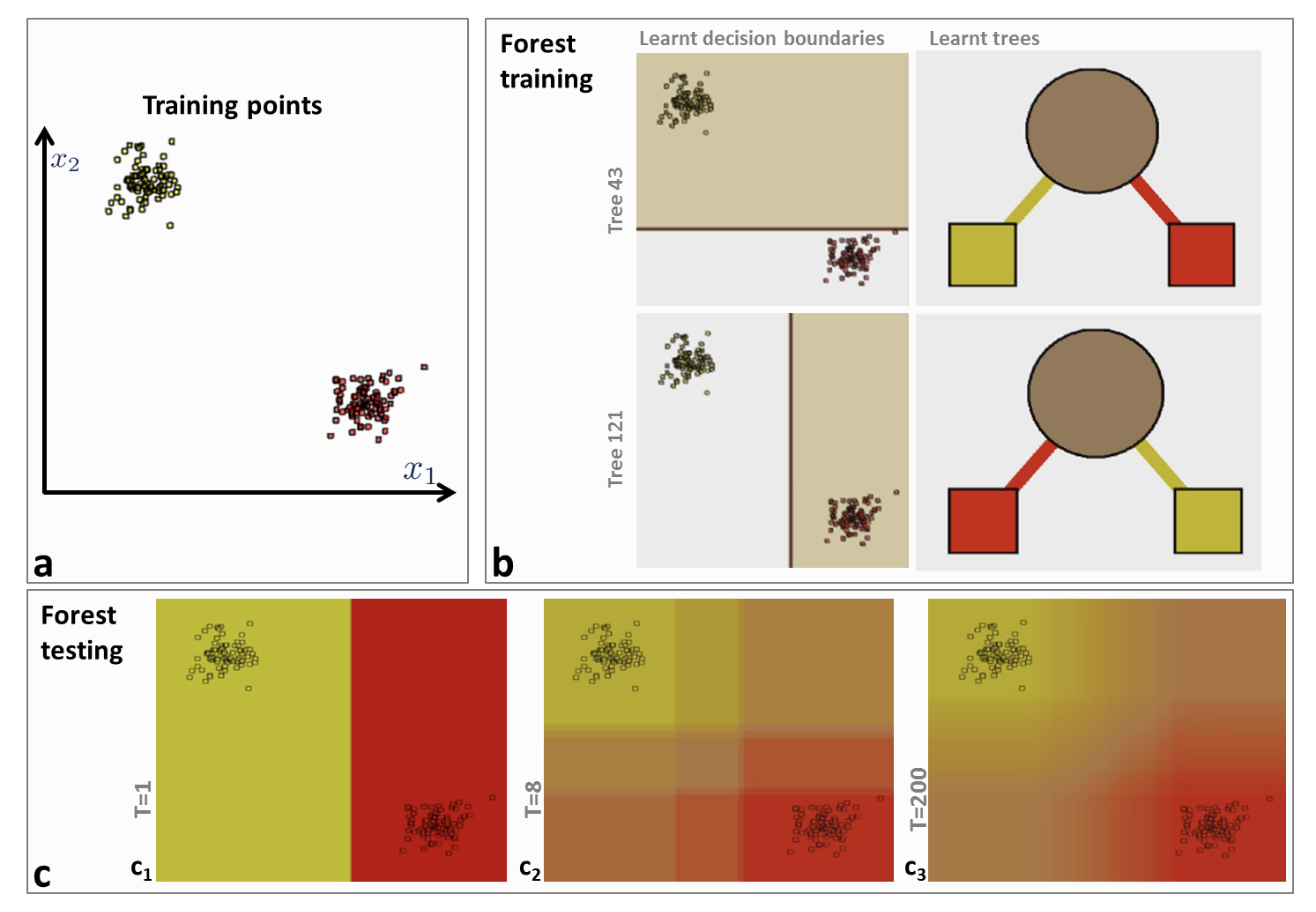 Training points
x₂
x₁
a
Forest
training
Learnt decision boundaries
Learnt trees
Tree 43
Tree 121
b
Forest
testing
T=1
c₁
T=8
c₂
T=200
c₃
c